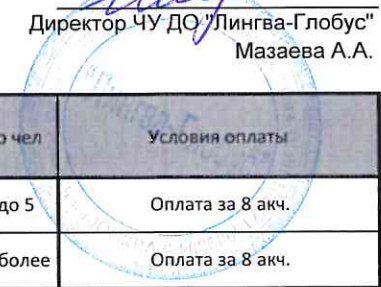 Директор ЧУ ДО "Лингва-Глобус"
Мазаева А.А.
чел
Условия оплаты
до 5
Оплата за 8 акч.
более
Оплата за 8 акч.